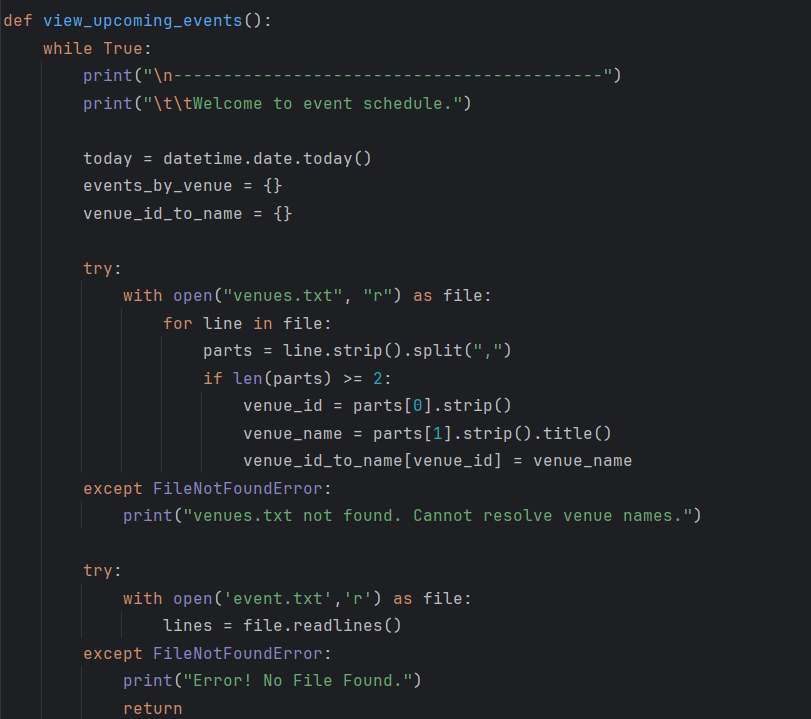 def view_upcoming_events():
    while True:
        print("\n-------------------------------------------")
        print("\t\tWelcome to event schedule.")

        today = datetime.date.today()
        events_by_venue = {}
        venue_id_to_name = {}

        try:
            with open("venues.txt", "r") as file:
                for line in file:
                    parts = line.strip().split(",")
                    if len(parts) >= 2:
                        venue_id = parts[0].strip()
                        venue_name = parts[1].strip().title()
                        venue_id_to_name[venue_id] = venue_name
        except FileNotFoundError:
            print("venues.txt not found. Cannot resolve venue names.")

        try:
            with open('event.txt','r') as file:
                lines = file.readlines()
        except FileNotFoundError:
            print("Error! No File Found.")
            return